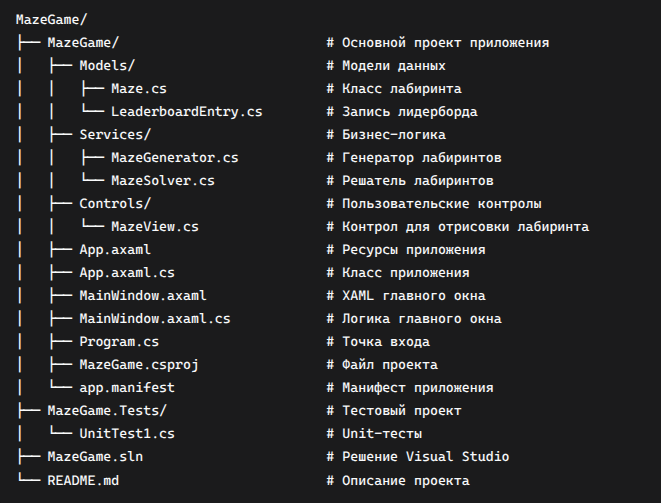 MazeGame/
├── MazeGame/                          # Основной проект приложения
│   ├── Models/                        # Модели данных
│   │   ├── Maze.cs                    # Класс лабиринта
│   │   └── LeaderboardEntry.cs        # Запись лидерборда
│   ├── Services/                      # Бизнес-логика
│   │   ├── MazeGenerator.cs           # Генератор лабиринтов
│   │   └── MazeSolver.cs              # Решатель лабиринтов
│   ├── Controls/                      # Пользовательские контролы
│   │   └── MazeView.cs                # Контрол для отрисовки лабиринта
│   ├── App.axaml                      # Ресурсы приложения
│   ├── App.axaml.cs                   # Класс приложения
│   ├── MainWindow.axaml               # XAML главного окна
│   ├── MainWindow.axaml.cs            # Логика главного окна
│   ├── Program.cs                     # Точка входа
│   ├── MazeGame.csproj                # Файл проекта
│   └── app.manifest                   # Манифест приложения
├── MazeGame.Tests/                    # Тестовый проект
│   └── UnitTest1.cs                   # Unit-тесты
├── MazeGame.sln                       # Решение Visual Studio
└── README.md                          # Описание проекта